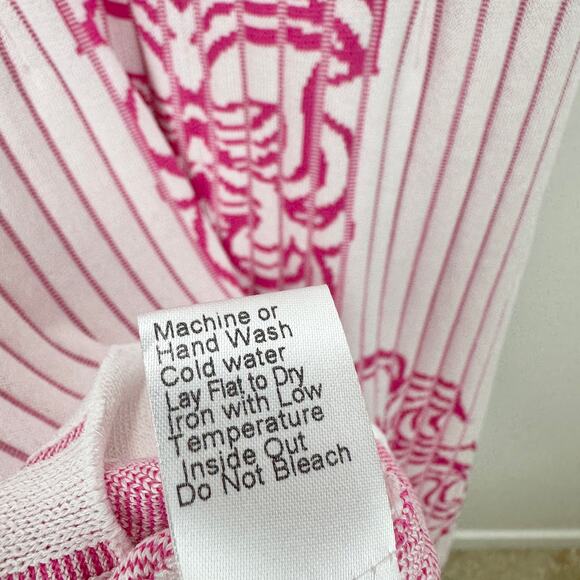 Machine or
Hand Wash
Cold water
Lay Flat to Dry
Iron with Low
Temperature
Inside Out
Do Not Bleach